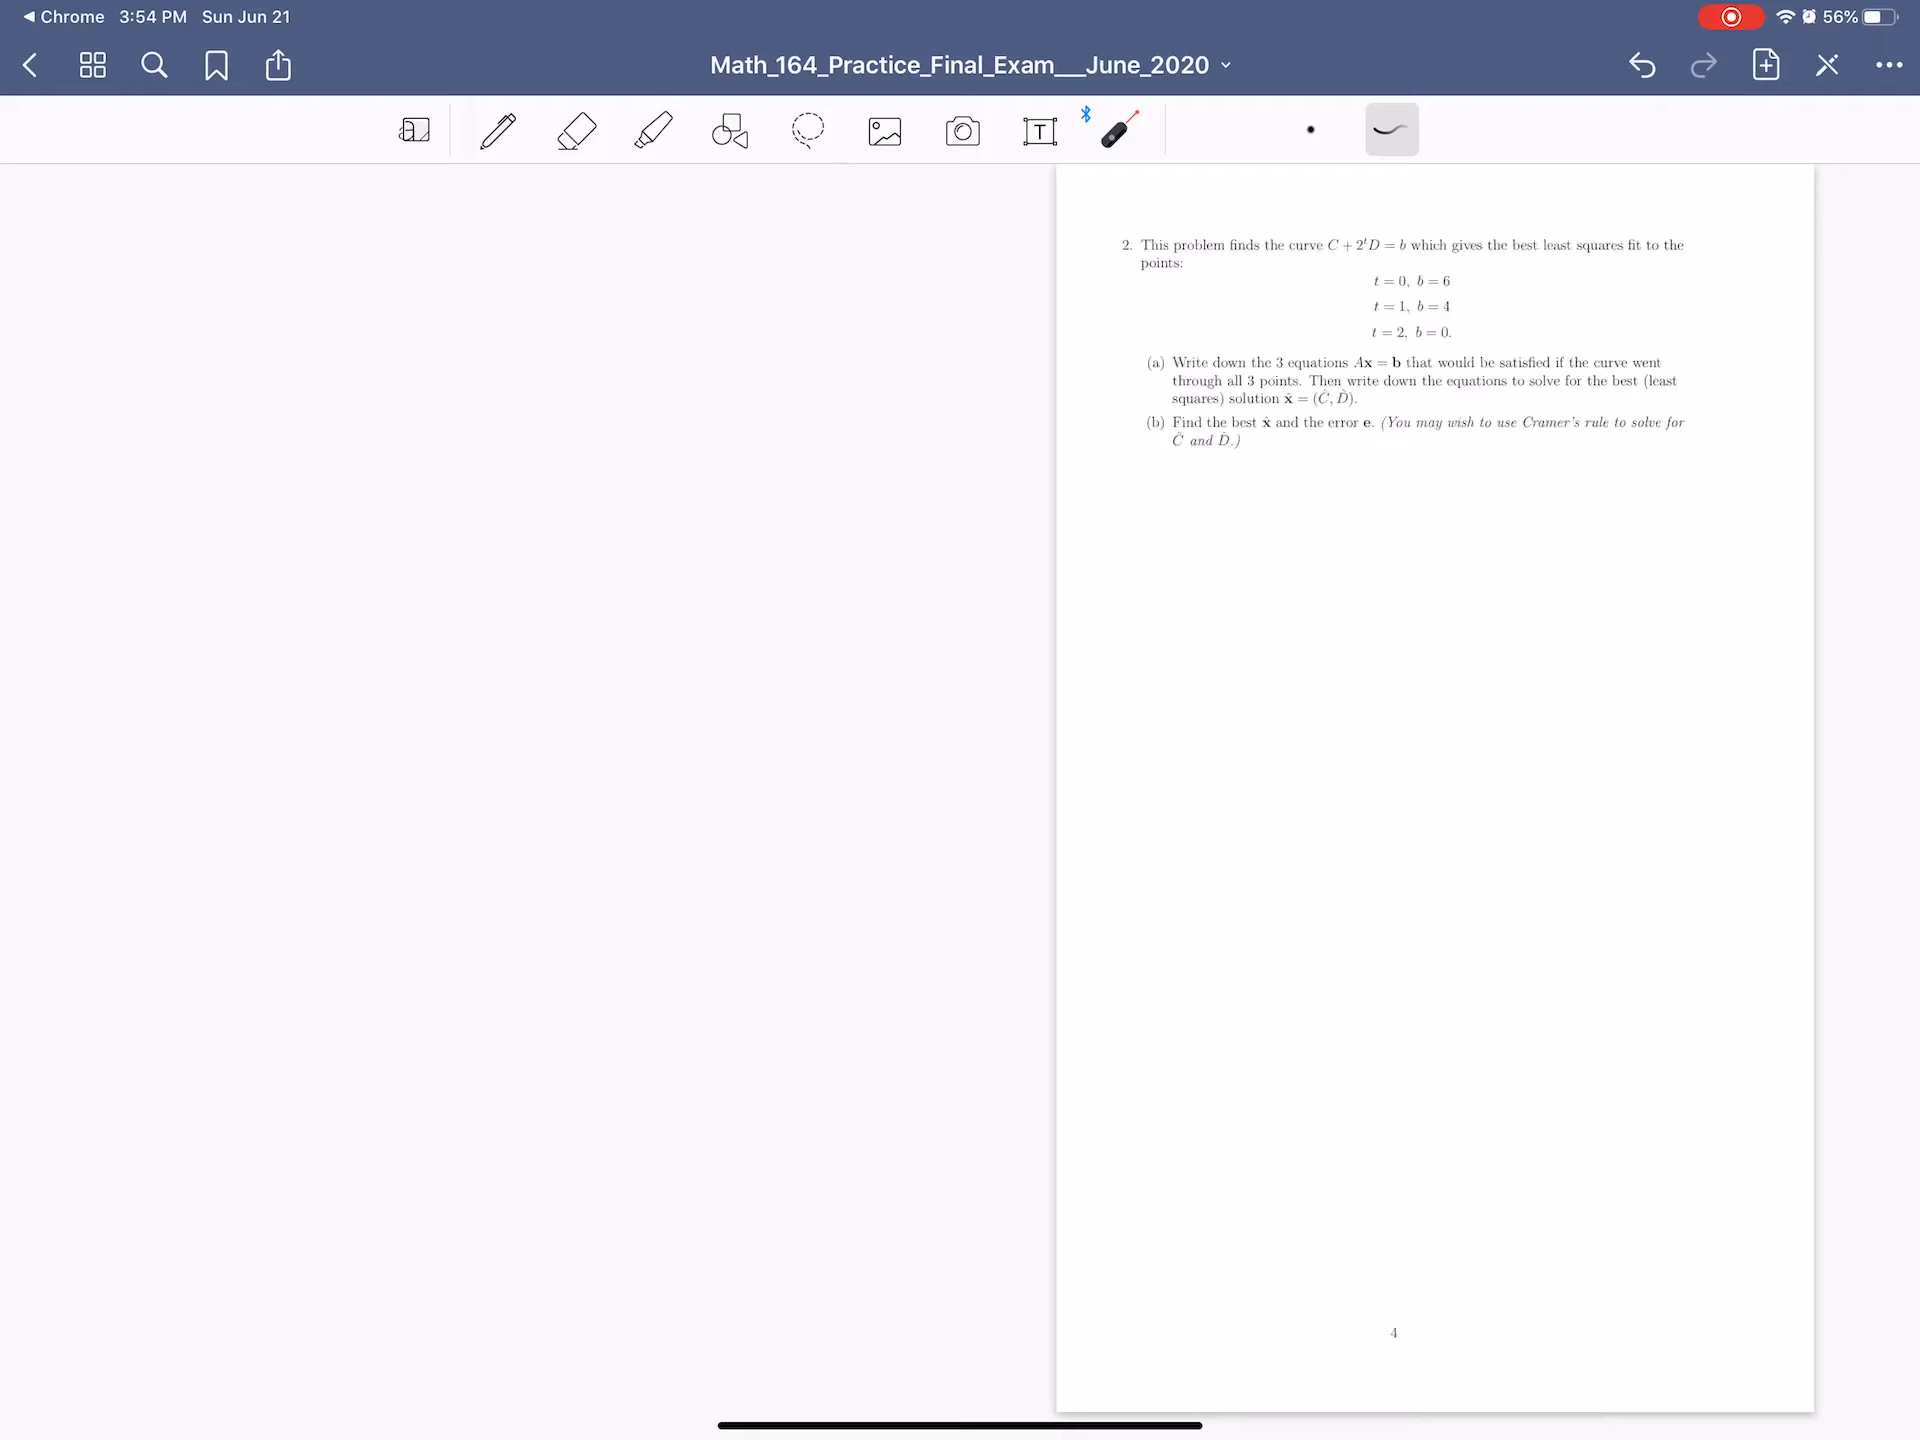 ◀ Chrome 3:54 PM Sun Jun 21
56%
Math_164_Practice_Final_Exam___June_2020
a
T
2. This problem finds the curve C + 2ᵗD = b which gives the best least squares fit to the
points:
t = 0, b = 6
t = 1, b = 4
t = 2, b = 0.
(a) Write down the 3 equations Ax = b that would be satisfied if the curve went
through all 3 points. Then write down the equations to solve for the best (least
squares) solution x̂ = (Ĉ, D̂).
(b) Find the best x̂ and the error e. (You may wish to use Cramer's rule to solve for
Ĉ and D̂.)
4